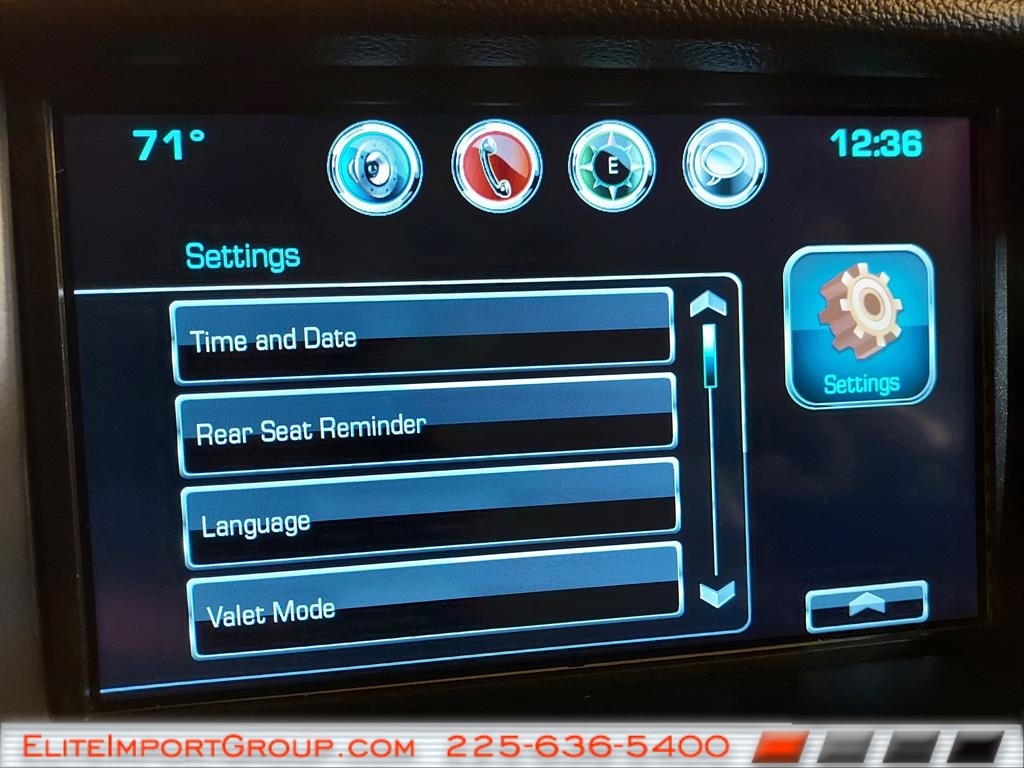 71° 12:36
E
Settings
Time and Date
Rear Seat Reminder
Language
Valet Mode
Settings
EliteImportGroup.com 225-636-5400